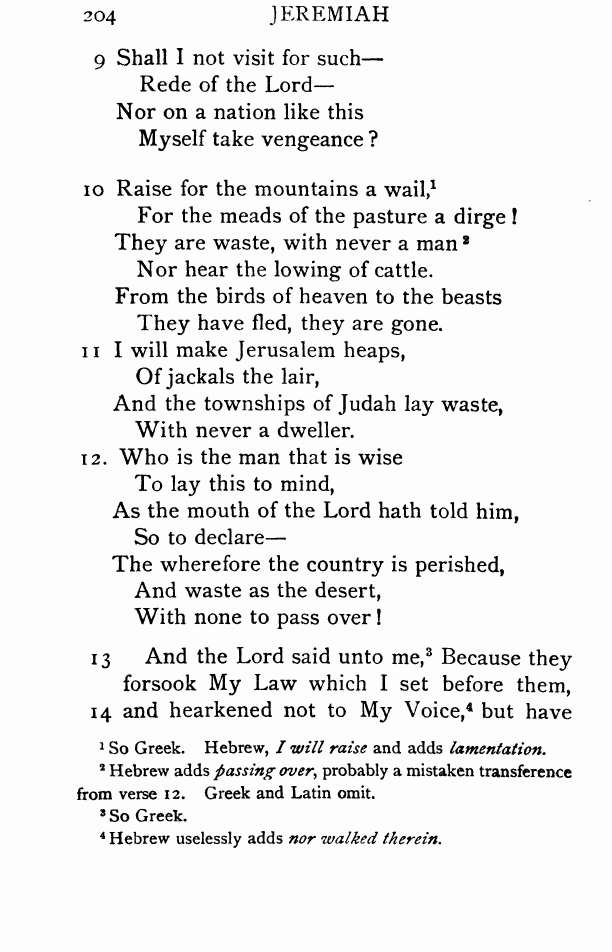 204 JEREMIAH
9 Shall I not visit for such—
Rede of the Lord—
Nor on a nation like this
Myself take vengeance?
10 Raise for the mountains a wail,¹
For the meads of the pasture a dirge!
They are waste, with never a man²
Nor hear the lowing of cattle.
From the birds of heaven to the beasts
They have fled, they are gone.
11 I will make Jerusalem heaps,
Of jackals the lair,
And the townships of Judah lay waste,
With never a dweller.
12. Who is the man that is wise
To lay this to mind,
As the mouth of the Lord hath told him,
So to declare—
The wherefore the country is perished,
And waste as the desert,
With none to pass over!
13 And the Lord said unto me,³ Because they
forsook My Law which I set before them,
14 and hearkened not to My Voice,⁴ but have
¹ So Greek. Hebrew, I will raise and adds lamentation.
² Hebrew adds passing over, probably a mistaken transference
from verse 12. Greek and Latin omit.
³ So Greek.
⁴ Hebrew uselessly adds nor walked therein.